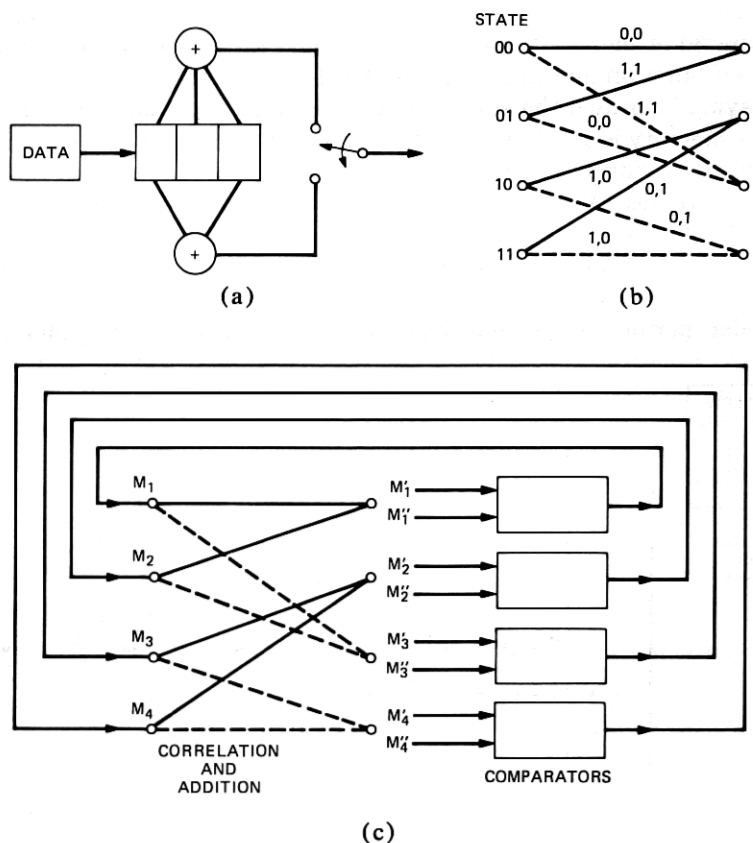 +
DATA
+
(a)
STATE
00
0,0
1,1
01
1,1
0,0
10
1,0
0,1
0,1
11
1,0
(b)
M₁
M₂
M₃
M₄
M′₁
M″₁
M′₂
M″₂
M′₃
M″₃
M′₄
M″₄
CORRELATION
AND
ADDITION
COMPARATORS
(c)